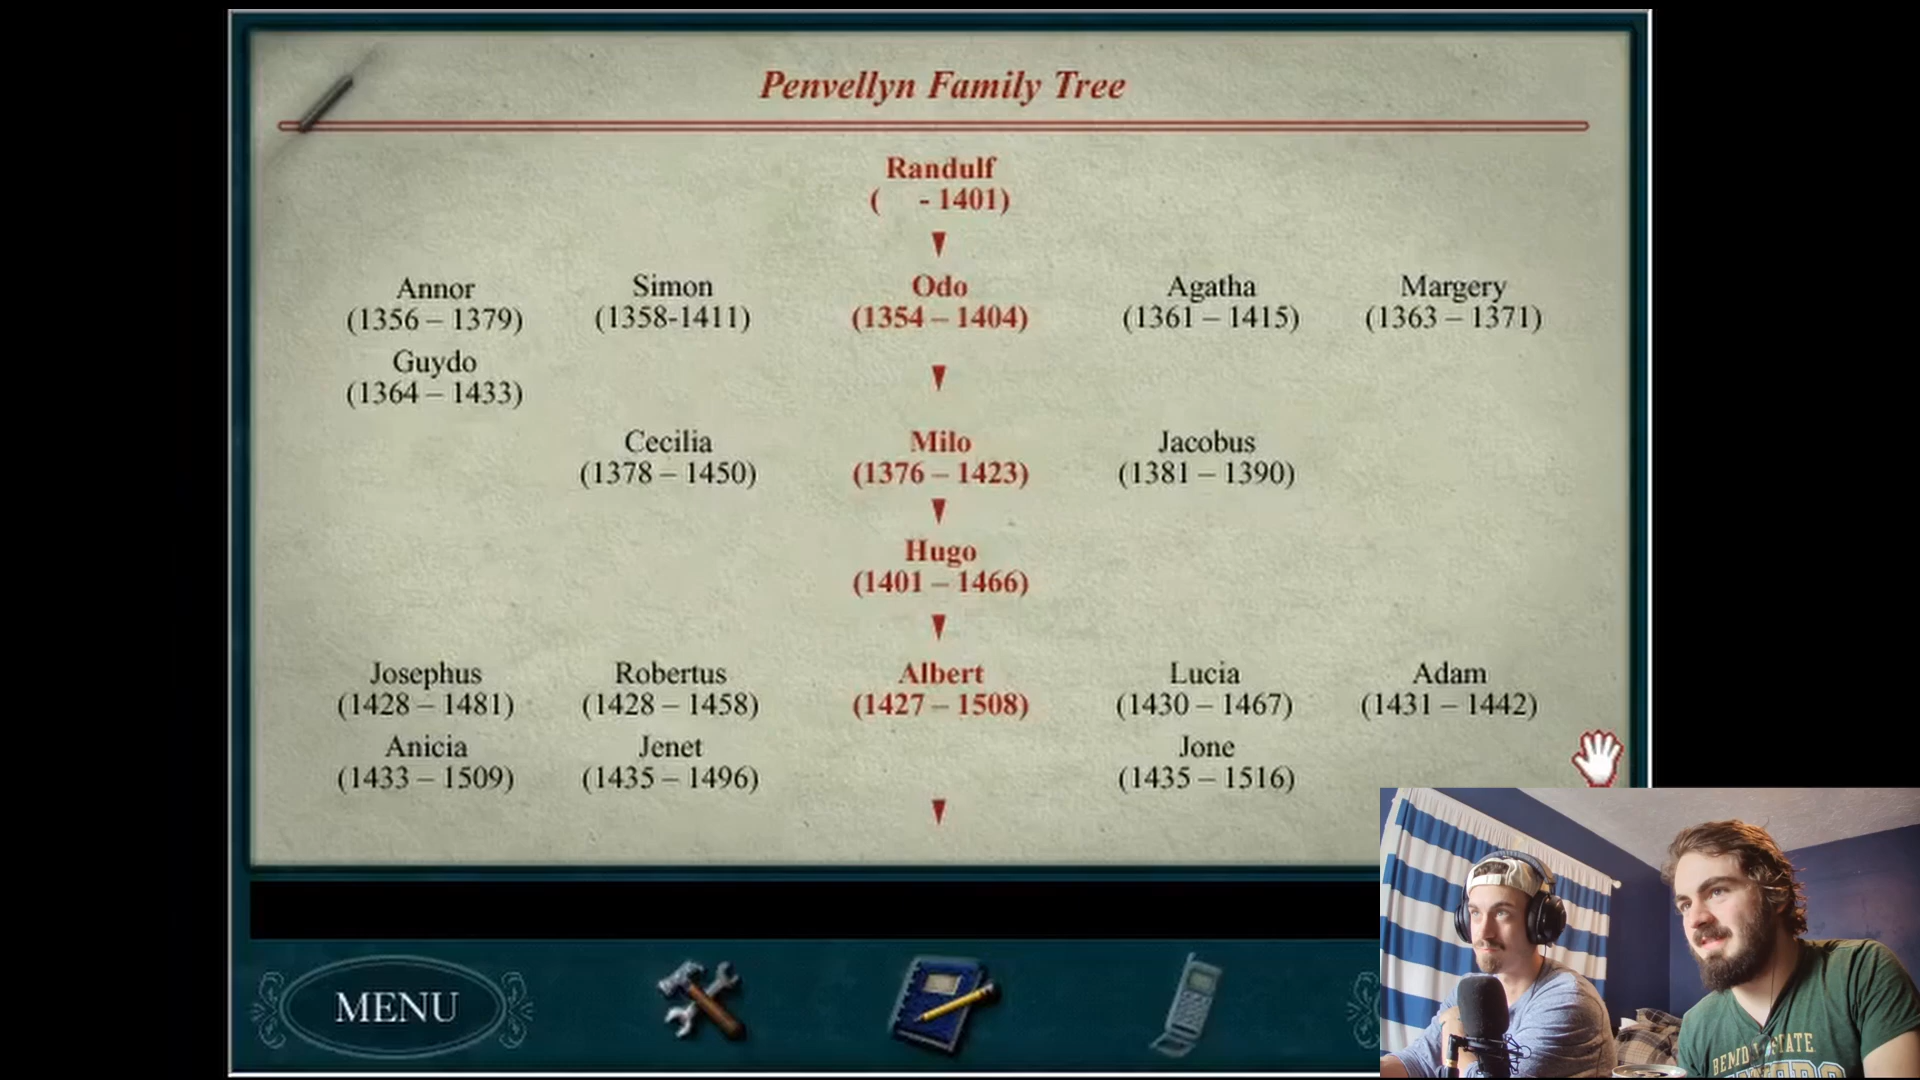 Penvellyn Family Tree
Randulf
( - 1401)
Annor Simon Odo Agatha Margery
(1356 – 1379) (1358-1411) (1354 – 1404) (1361 – 1415) (1363 – 1371)
Guydo
(1364 – 1433)
Cecilia Milo Jacobus
(1378 – 1450) (1376 – 1423) (1381 – 1390)
Hugo
(1401 – 1466)
Josephus Robertus Albert Lucia Adam
(1428 – 1481) (1428 – 1458) (1427 – 1508) (1430 – 1467) (1431 – 1442)
Anicia Jenet Jone
(1433 – 1509) (1435 – 1496) (1435 – 1516)
MENU